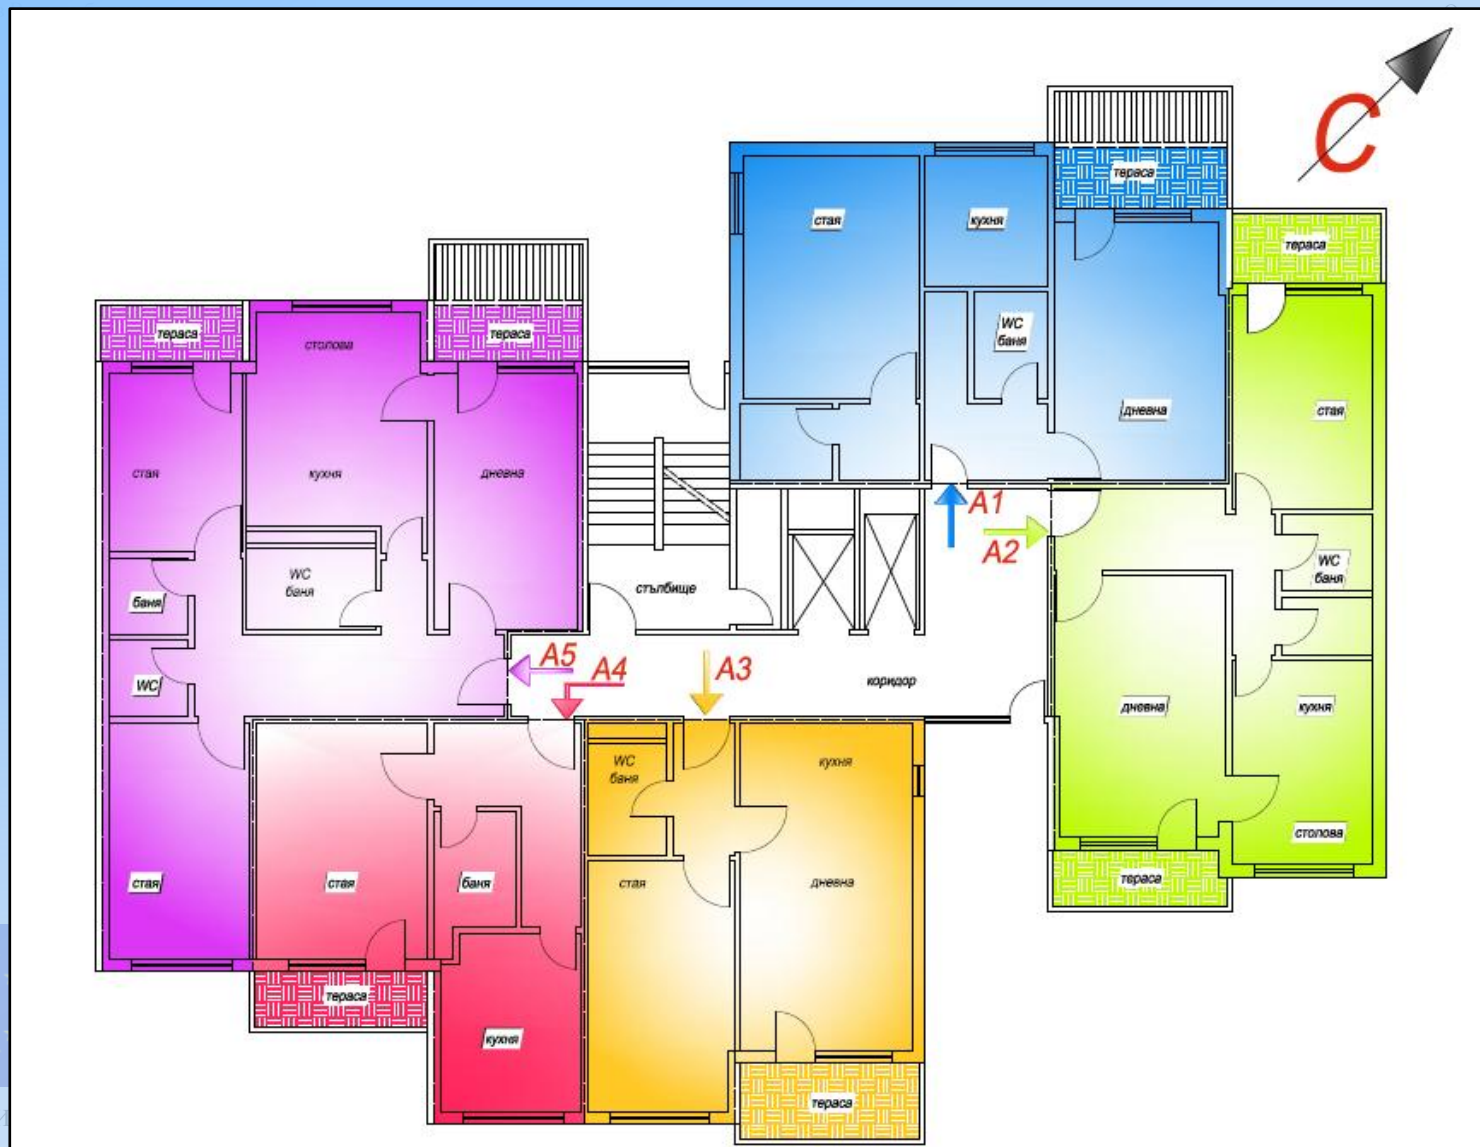 С
тераса
стая
кухня
тераса
WC
баня
дневна
стая
тераса
столова
тераса
стая
кухня
дневна
A1
A2
WC
баня
WC
баня
баня
стълбище
A5
A4
A3
коридор
WC
дневна
кухня
WC
баня
кухня
столова
стая
стая
баня
стая
дневна
тераса
тераса
кухня
тераса